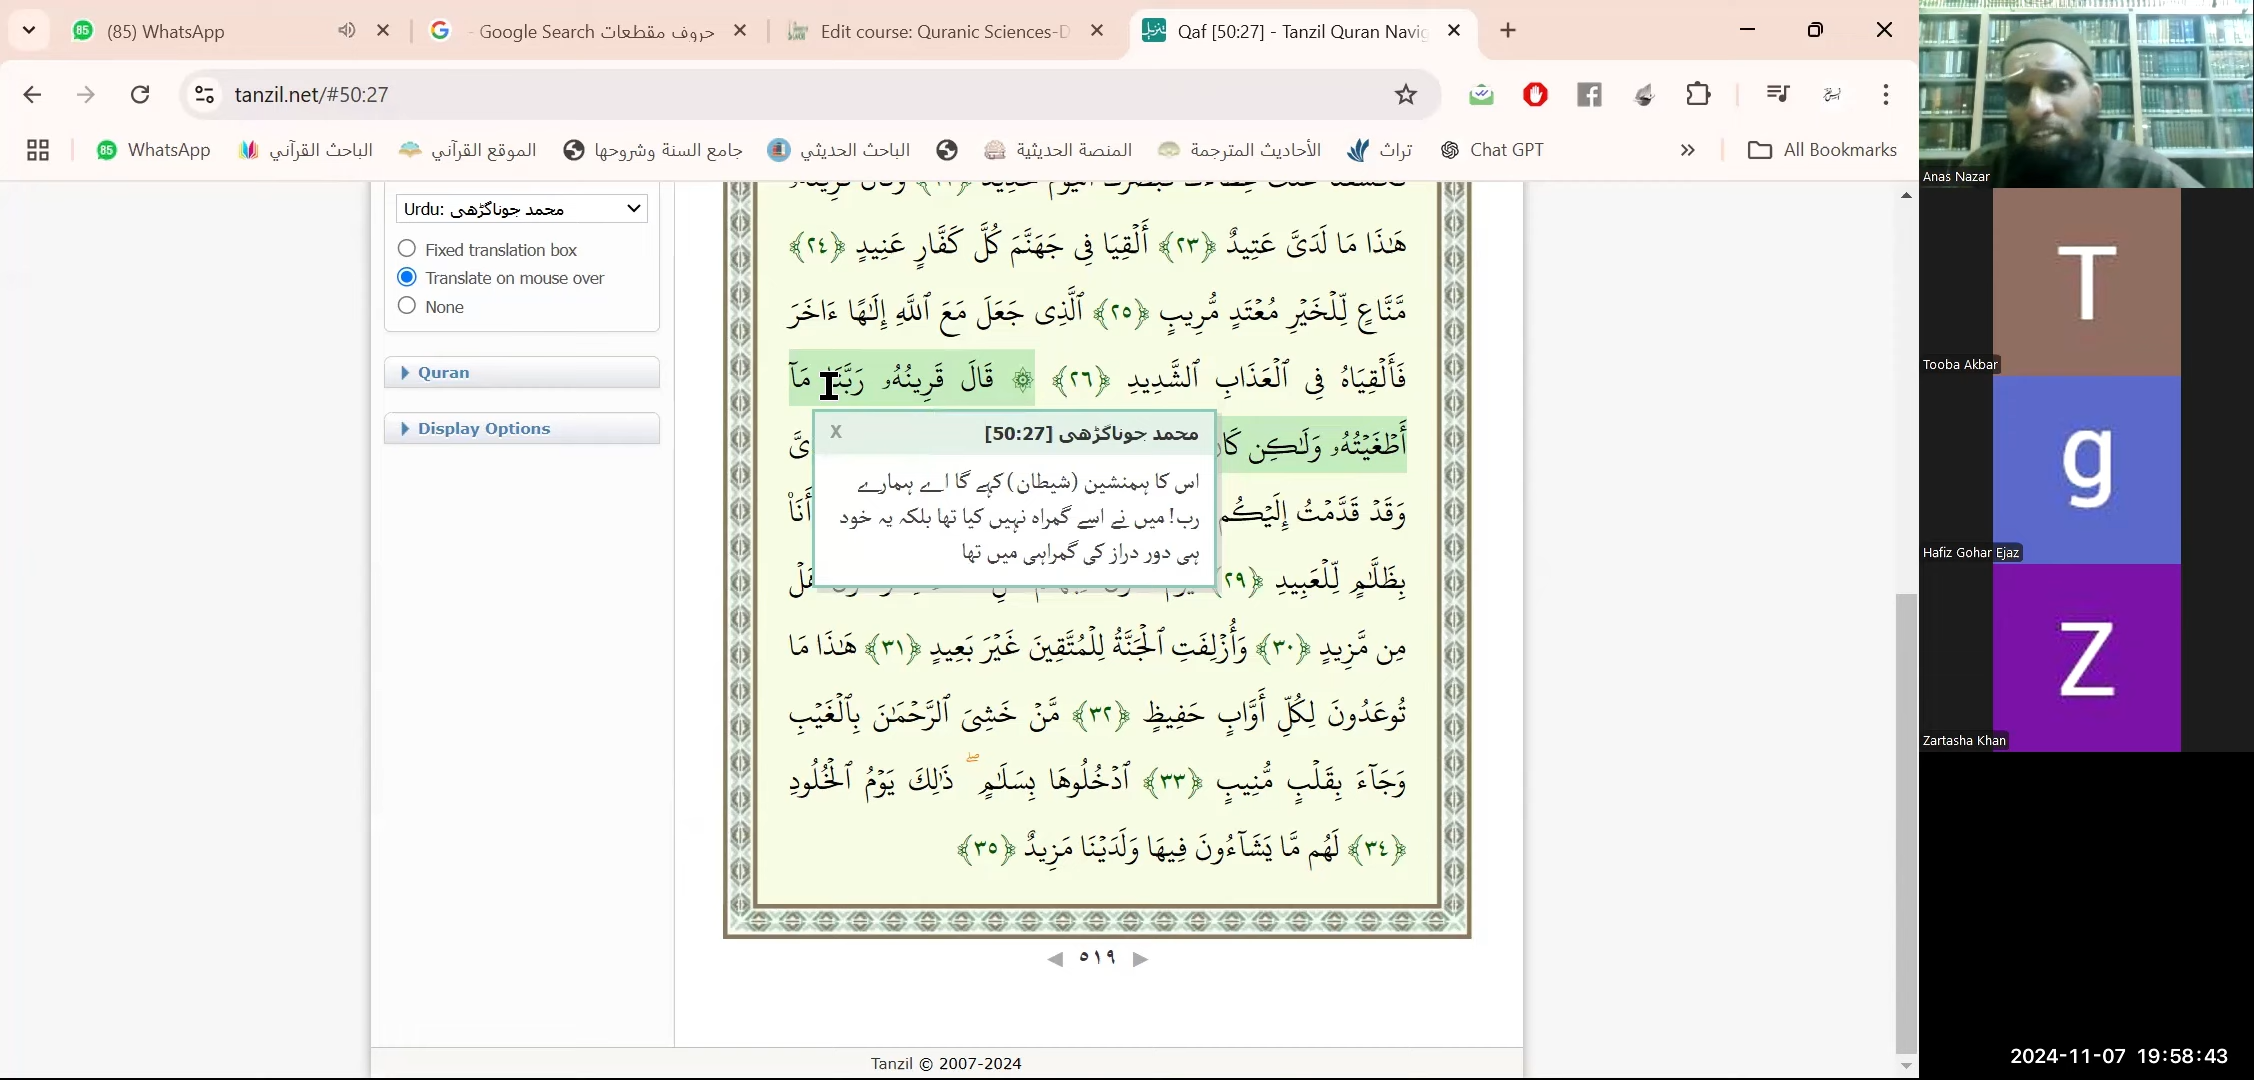 (85) WhatsApp
حروف مقطعات - Google Search
Edit course: Quranic Sciences-D
Qaf [50:27] - Tanzil Quran Navig
tanzil.net/#50:27
85 WhatsApp
الباحث القرآني
الموقع القرآني
جامع السنة وشروحها
الباحث الحديثي
المنصة الحديثية
الأحاديث المترجمة
تراث
Chat GPT
»
All Bookmarks
Urdu: محمد جوناگڑھی
Fixed translation box
Translate on mouse over
None
Quran
Display Options
هَـٰذَا مَا لَدَىَّ عَتِيدٌ ﴿٢٣﴾ أَلْقِيَا فِى جَهَنَّمَ كُلَّ كَفَّارٍ عَنِيدٍ ﴿٢٤﴾
مَّنَّاعٍ لِّلْخَيْرِ مُعْتَدٍ مُّرِيبٍ ﴿٢٥﴾ ٱلَّذِى جَعَلَ مَعَ ٱللَّهِ إِلَـٰهًا ءَاخَرَ
فَأَلْقِيَاهُ فِى ٱلْعَذَابِ ٱلشَّدِيدِ ﴿٢٦﴾ ۞ قَالَ قَرِينُهُۥ رَبَّنَا مَآ
أَطْغَيْتُهُۥ وَلَـٰكِن
وَقَدْ قَدَّمْتُ إِلَيْكُم أَنَا۠
بِظَلَّـٰمٍ لِّلْعَبِيدِ ﴿٢٩﴾ هَلْ
مِن مَّزِيدٍ ﴿٣٠﴾ وَأُزْلِفَتِ ٱلْجَنَّةُ لِلْمُتَّقِينَ غَيْرَ بَعِيدٍ ﴿٣١﴾ هَـٰذَا مَا
تُوعَدُونَ لِكُلِّ أَوَّابٍ حَفِيظٍ ﴿٣٢﴾ مَّنْ خَشِىَ ٱلرَّحْمَـٰنَ بِٱلْغَيْبِ
وَجَآءَ بِقَلْبٍ مُّنِيبٍ ﴿٣٣﴾ ٱدْخُلُوهَا بِسَلَـٰمٍ ۖ ذَٰلِكَ يَوْمُ ٱلْخُلُودِ
﴿٣٤﴾ لَهُم مَّا يَشَآءُونَ فِيهَا وَلَدَيْنَا مَزِيدٌ ﴿٣٥﴾
محمد جوناگڑھی [50:27] X
اس کا ہمنشین (شیطان) کہے گا اے ہمارے
رب! میں نے اسے گمراه نہیں کیا تھا بلکہ یہ خود
ہی دور دراز کی گمراہی میں تھا
٥١٩
Tanzil © 2007-2024
Anas Nazar
T
Tooba Akbar
g
Hafiz Gohar Ejaz
Z
Zartasha Khan
2024-11-07 19:58:43